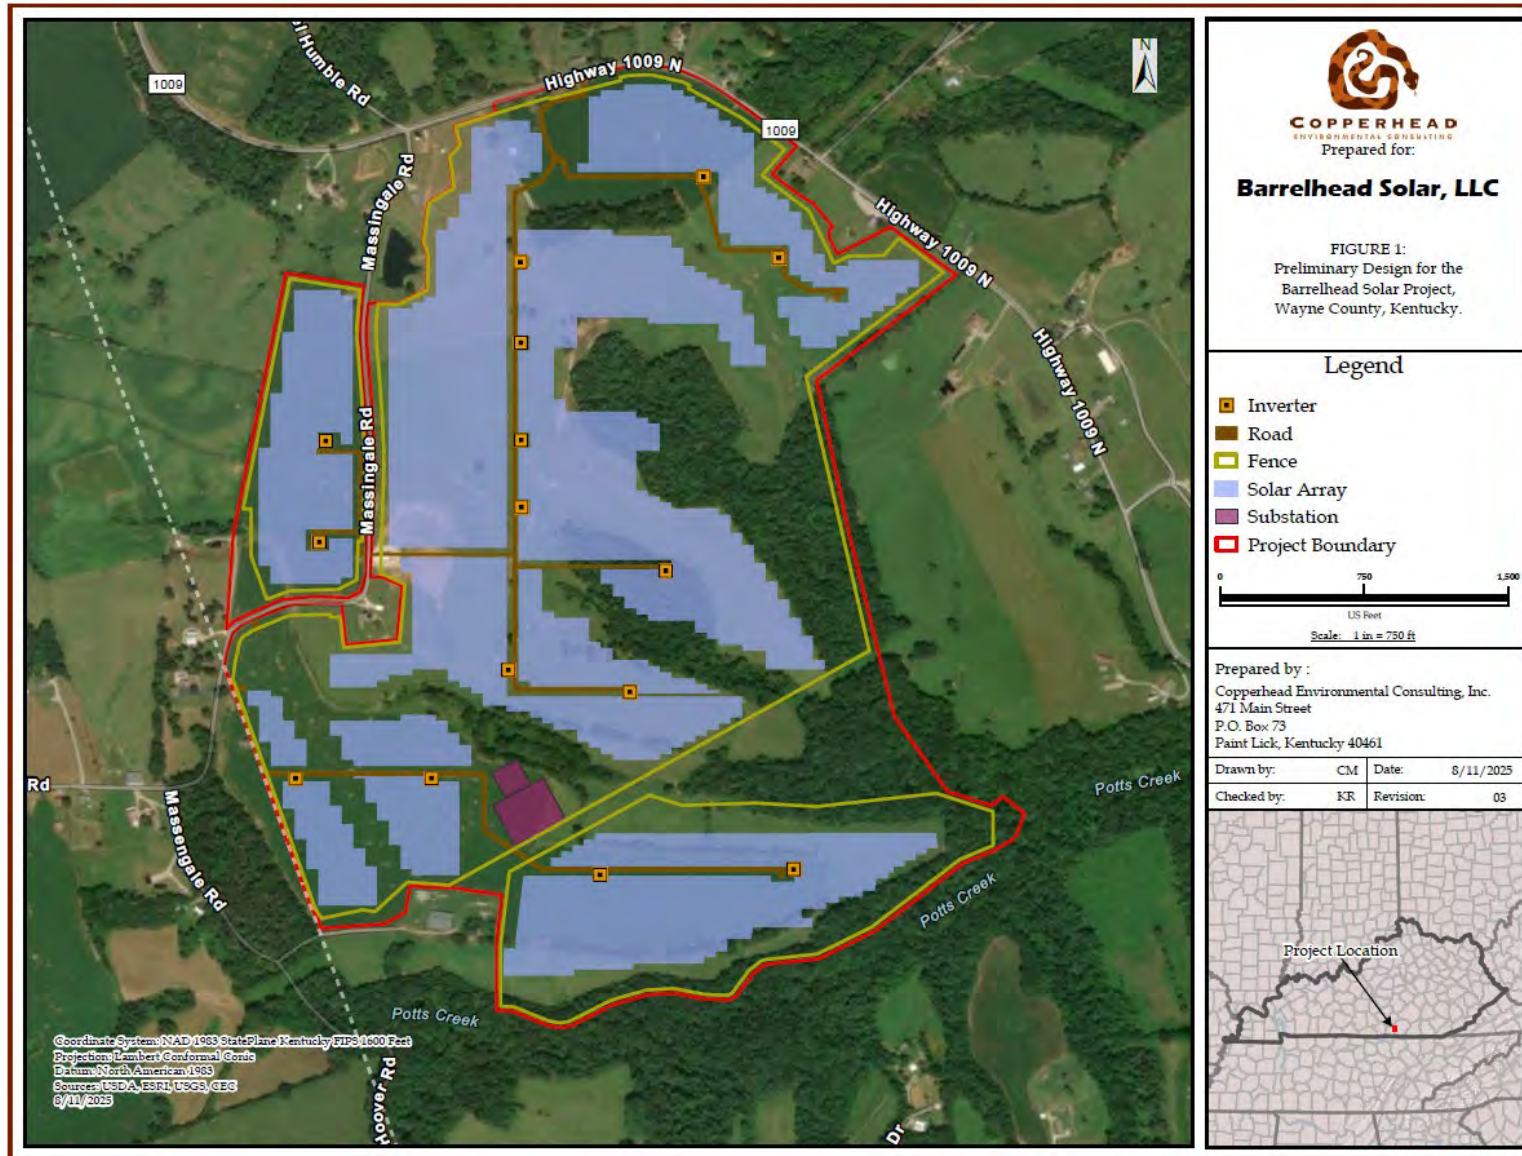 ol Humble Rd
Highway 1009 N
1009
N
1009
Massingale Rd
Highway 1009 N
Highway 1009 N
Massingale Rd
Massingale Rd
Potts Creek
Rd
Massengale Rd
Potts Creek
Potts Creek
Hoover Rd
Dr
Coordinate System: NAD 1983 StatePlane Kentucky FIPS 1600 Feet
Projection: Lambert Conformal Conic
Datum: North American 1983
Sources: USDA, ESRI, USGS, CEC
8/11/2025
COPPERHEAD
ENVIRONMENTAL CONSULTING
Prepared for:
Barrelhead Solar, LLC
FIGURE 1:
Preliminary Design for the
Barrelhead Solar Project,
Wayne County, Kentucky.
Legend
Inverter
Road
Fence
Solar Array
Substation
Project Boundary
0 750 1,500
US Feet
Scale: 1 in = 750 ft
Prepared by :
Copperhead Environmental Consulting, Inc.
471 Main Street
P.O. Box 73
Paint Lick, Kentucky 40461
Drawn by: CM Date: 8/11/2025
Checked by: KR Revision: 03
Project Location